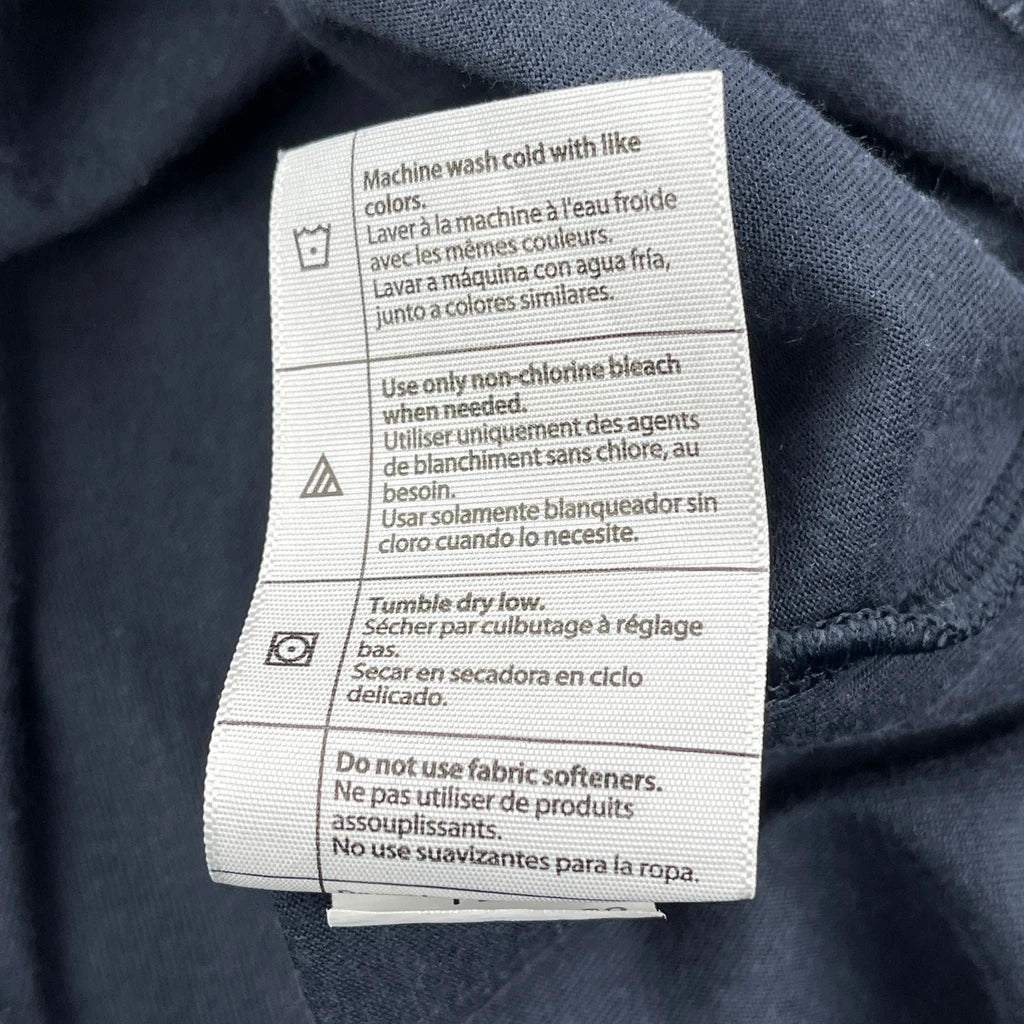 Machine wash cold with like
colors.
Laver à la machine à l'eau froide
avec les mêmes couleurs.
Lavar a máquina con agua fría,
junto a colores similares.
Use only non-chlorine bleach
when needed.
Utiliser uniquement des agents
de blanchiment sans chlore, au
besoin.
Usar solamente blanqueador sin
cloro cuando lo necesite.
Tumble dry low.
Sécher par culbutage à réglage
bas.
Secar en secadora en ciclo
delicado.
Do not use fabric softeners.
Ne pas utiliser de produits
assouplissants.
No use suavizantes para la ropa.